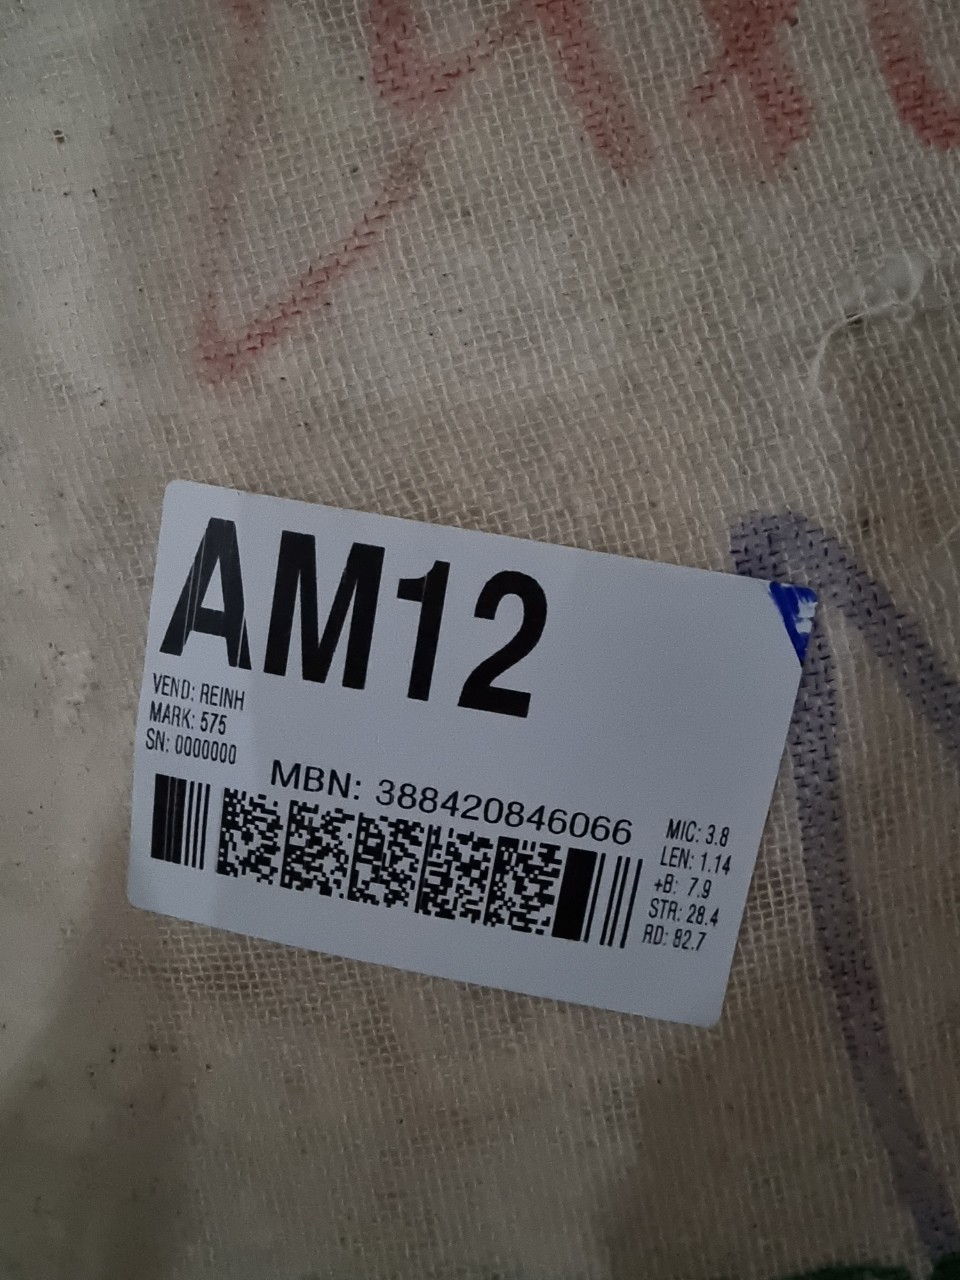 AM12
VEND: REINH
MARK: 575
SN: 0000000
MBN: 388420846066
MIC: 3.8
LEN: 1.14
+B: 7.9
STR: 28.4
RD: 82.7